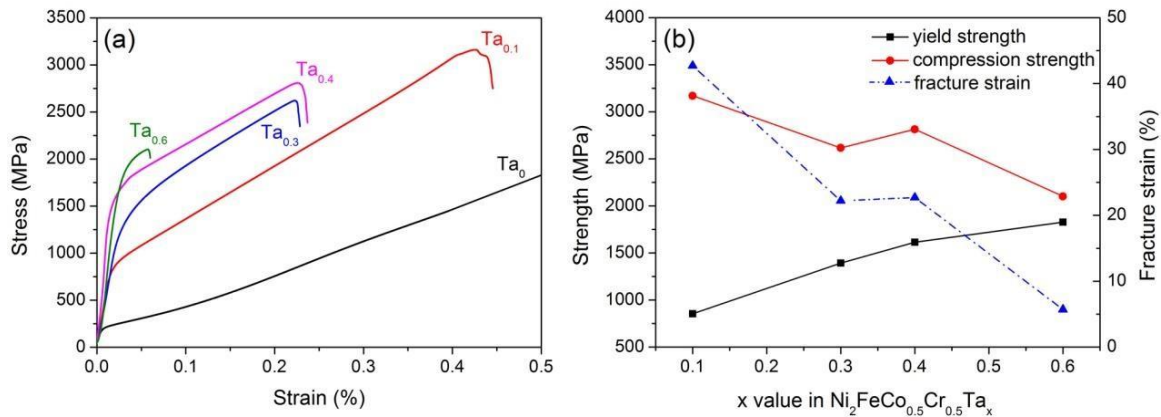 (a)
3500
3000
2500
2000
1500
1000
500
0
Stress (MPa)
Ta0.1
Ta0.4
Ta0.3
Ta0.6
Ta0
0.0 0.1 0.2 0.3 0.4 0.5
Strain (%)
(b)
yield strength
compression strength
fracture strain
4000
3500
3000
2500
2000
1500
1000
500
Strength (MPa)
50
40
30
20
10
0
Fracture strain (%)
0.1 0.2 0.3 0.4 0.5 0.6
x value in Ni2FeCo0.5Cr0.5Tax